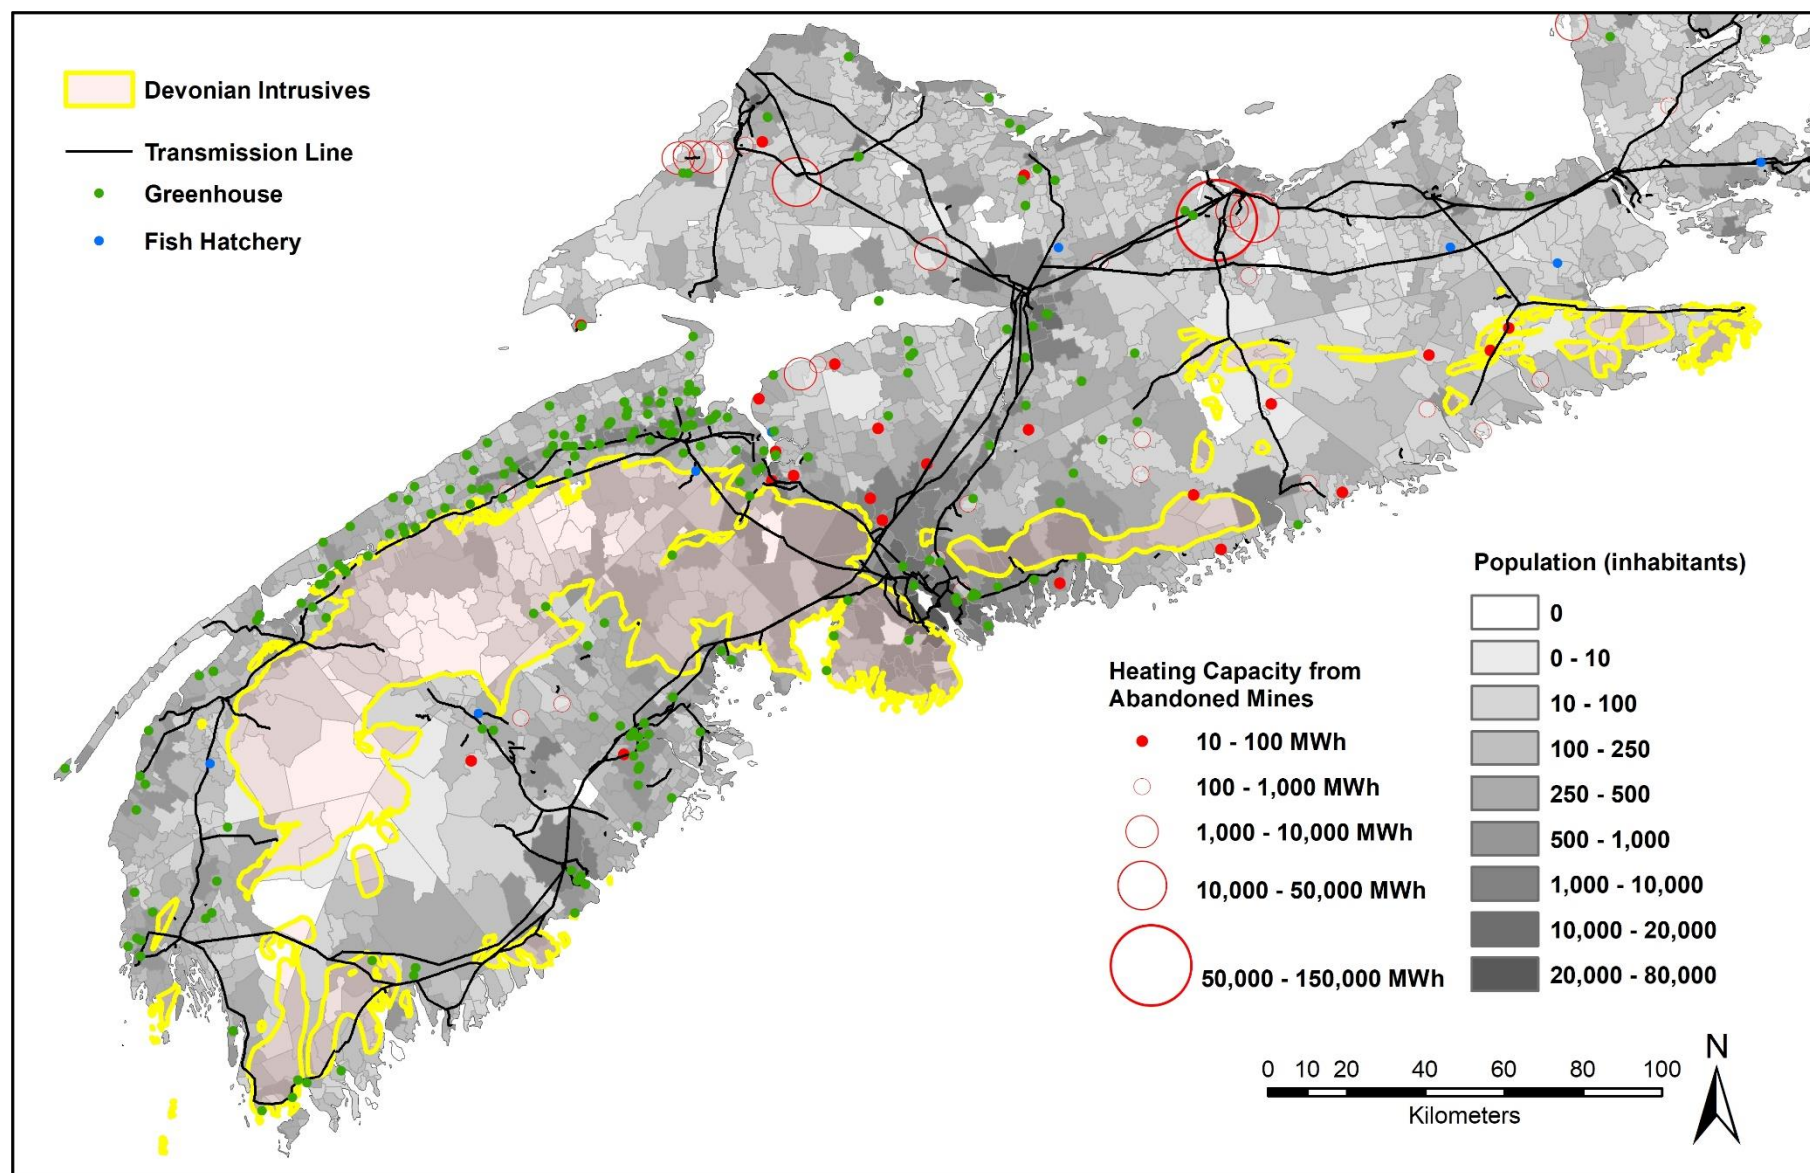 Devonian Intrusives
Transmission Line
Greenhouse
Fish Hatchery
Heating Capacity from
Abandoned Mines
10 - 100 MWh
100 - 1,000 MWh
1,000 - 10,000 MWh
10,000 - 50,000 MWh
50,000 - 150,000 MWh
Population (inhabitants)
0
0 - 10
10 - 100
100 - 250
250 - 500
500 - 1,000
1,000 - 10,000
10,000 - 20,000
20,000 - 80,000
N
0 10 20 40 60 80 100
Kilometers